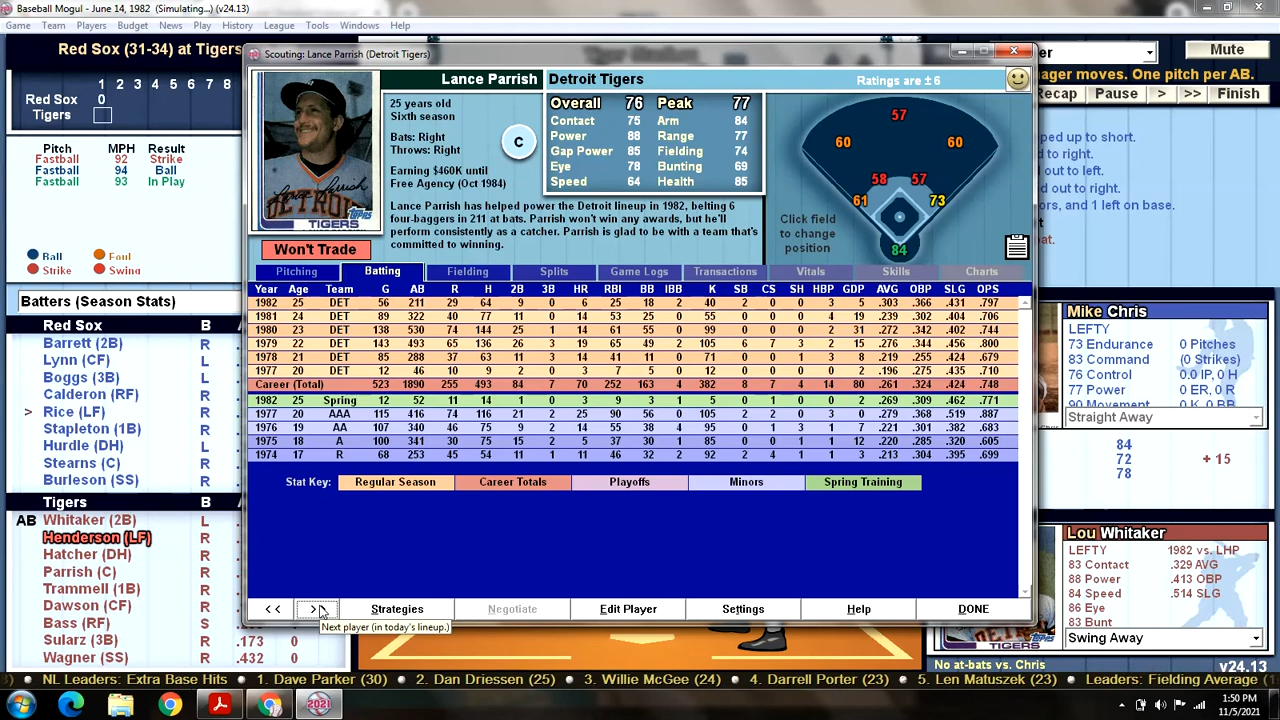 Baseball Mogul - June 14, 1982 (Simulating...) (v24.13)
Game Team Players Budget News Play History League Tools Windows Help
Red Sox (31-34) at Tigers
1 2 3 4 5 6 7 8
Red Sox 0
Tigers
Pitch MPH Result
Fastball 92 Strike
Fastball 94 Ball
Fastball 93 In Play
Ball Foul
Strike Swing
Batters (Season Stats)
Red Sox B
Barrett (2B) R
Lynn (CF) L
Boggs (3B) L
Calderon (RF) R
> Rice (LF) R
Stapleton (1B) R
Hurdle (DH) L
Stearns (C) R
Burleson (SS) R
Tigers B
AB Whitaker (2B) L
Henderson (LF) R
Hatcher (DH) R
Parrish (C) R
Trammell (1B) R
Dawson (CF) R
Bass (RF) S
Sularz (3B) R .173 0
Wagner (SS) R .432 0
Scouting: Lance Parrish (Detroit Tigers)
Lance Parrish Detroit Tigers Ratings are ± 6
25 years old
Sixth season
Bats: Right
Throws: Right
Earning $460K until
Free Agency (Oct 1984)
C
Overall 76 Peak 77
Contact 75 Arm 84
Power 88 Range 77
Gap Power 85 Fielding 74
Eye 78 Bunting 69
Speed 64 Health 85
Lance Parrish has helped power the Detroit lineup in 1982, belting 6
four-baggers in 211 at bats. Parrish won't win any awards, but he'll
perform consistently as a catcher. Parrish is glad to be with a team that's
committed to winning.
Lance Parrish
Topps
TIGERS
Won't Trade
57
60 60
58 57
61 73
84
Click field
to change
position
Pitching Batting Fielding Splits Game Logs Transactions Vitals Skills Charts
Year Age Team G AB R H 2B 3B HR RBI BB IBB K SB CS SH HBP GDP AVG OBP SLG OPS
1982 25 DET 56 211 29 64 9 0 6 25 18 2 40 2 0 0 3 5 .303 .366 .431 .797
1981 24 DET 89 322 40 77 11 0 14 53 25 0 55 0 0 0 4 19 .239 .302 .404 .706
1980 23 DET 138 530 74 144 25 1 14 61 55 0 99 0 0 0 2 31 .272 .342 .402 .744
1979 22 DET 143 493 65 136 26 3 19 65 49 2 105 6 7 3 2 15 .276 .344 .456 .800
1978 21 DET 85 288 37 63 11 3 14 41 11 0 71 0 0 1 3 8 .219 .255 .424 .679
1977 20 DET 12 46 10 9 2 0 3 7 5 0 12 0 0 0 0 2 .196 .275 .435 .710
Career (Total) 523 1890 255 493 84 7 70 252 163 4 382 8 7 4 14 80 .261 .324 .424 .748
1982 25 Spring 12 52 11 14 1 0 3 9 3 1 5 0 0 1 0 2 .269 .309 .462 .771
1977 20 AAA 115 416 74 116 21 2 25 90 56 0 105 2 2 0 3 0 .279 .368 .519 .887
1976 19 AA 107 340 46 75 9 2 14 55 38 4 95 0 1 3 1 7 .221 .301 .382 .683
1975 18 A 100 341 30 75 15 2 5 37 30 1 85 0 0 1 1 12 .220 .285 .320 .605
1974 17 R 68 253 45 54 11 1 11 46 32 2 92 2 4 1 1 3 .213 .304 .395 .699
Stat Key: Regular Season Career Totals Playoffs Minors Spring Training
<< >> Strategies Negotiate Edit Player Settings Help DONE
Next player (in today's lineup.)
Mute
ager moves. One pitch per AB.
Recap Pause > >> Finish
Mike Chris
LEFTY
73 Endurance 0 Pitches
83 Command (0 Strikes)
76 Control 0.0 IP, 0 H
77 Power 0 ER, 0 R
90 Movement 0 K, 0 BB
Straight Away
84
72 + 15
78
Lou Whitaker
LEFTY 1982 vs. LHP
83 Contact .329 AVG
88 Power .413 OBP
84 Speed .514 SLG
86 Eye
83 Bunt
Swing Away
No at-bats vs. Chris v24.13
NL Leaders: Extra Base Hits 1. Dave Parker (30) 2. Dan Driessen (25) 3. Willie McGee (24) 4. Darrell Porter (23) 5. Len Matuszek (23) Leaders: Fielding Average
2021
1:50 PM
11/5/2021